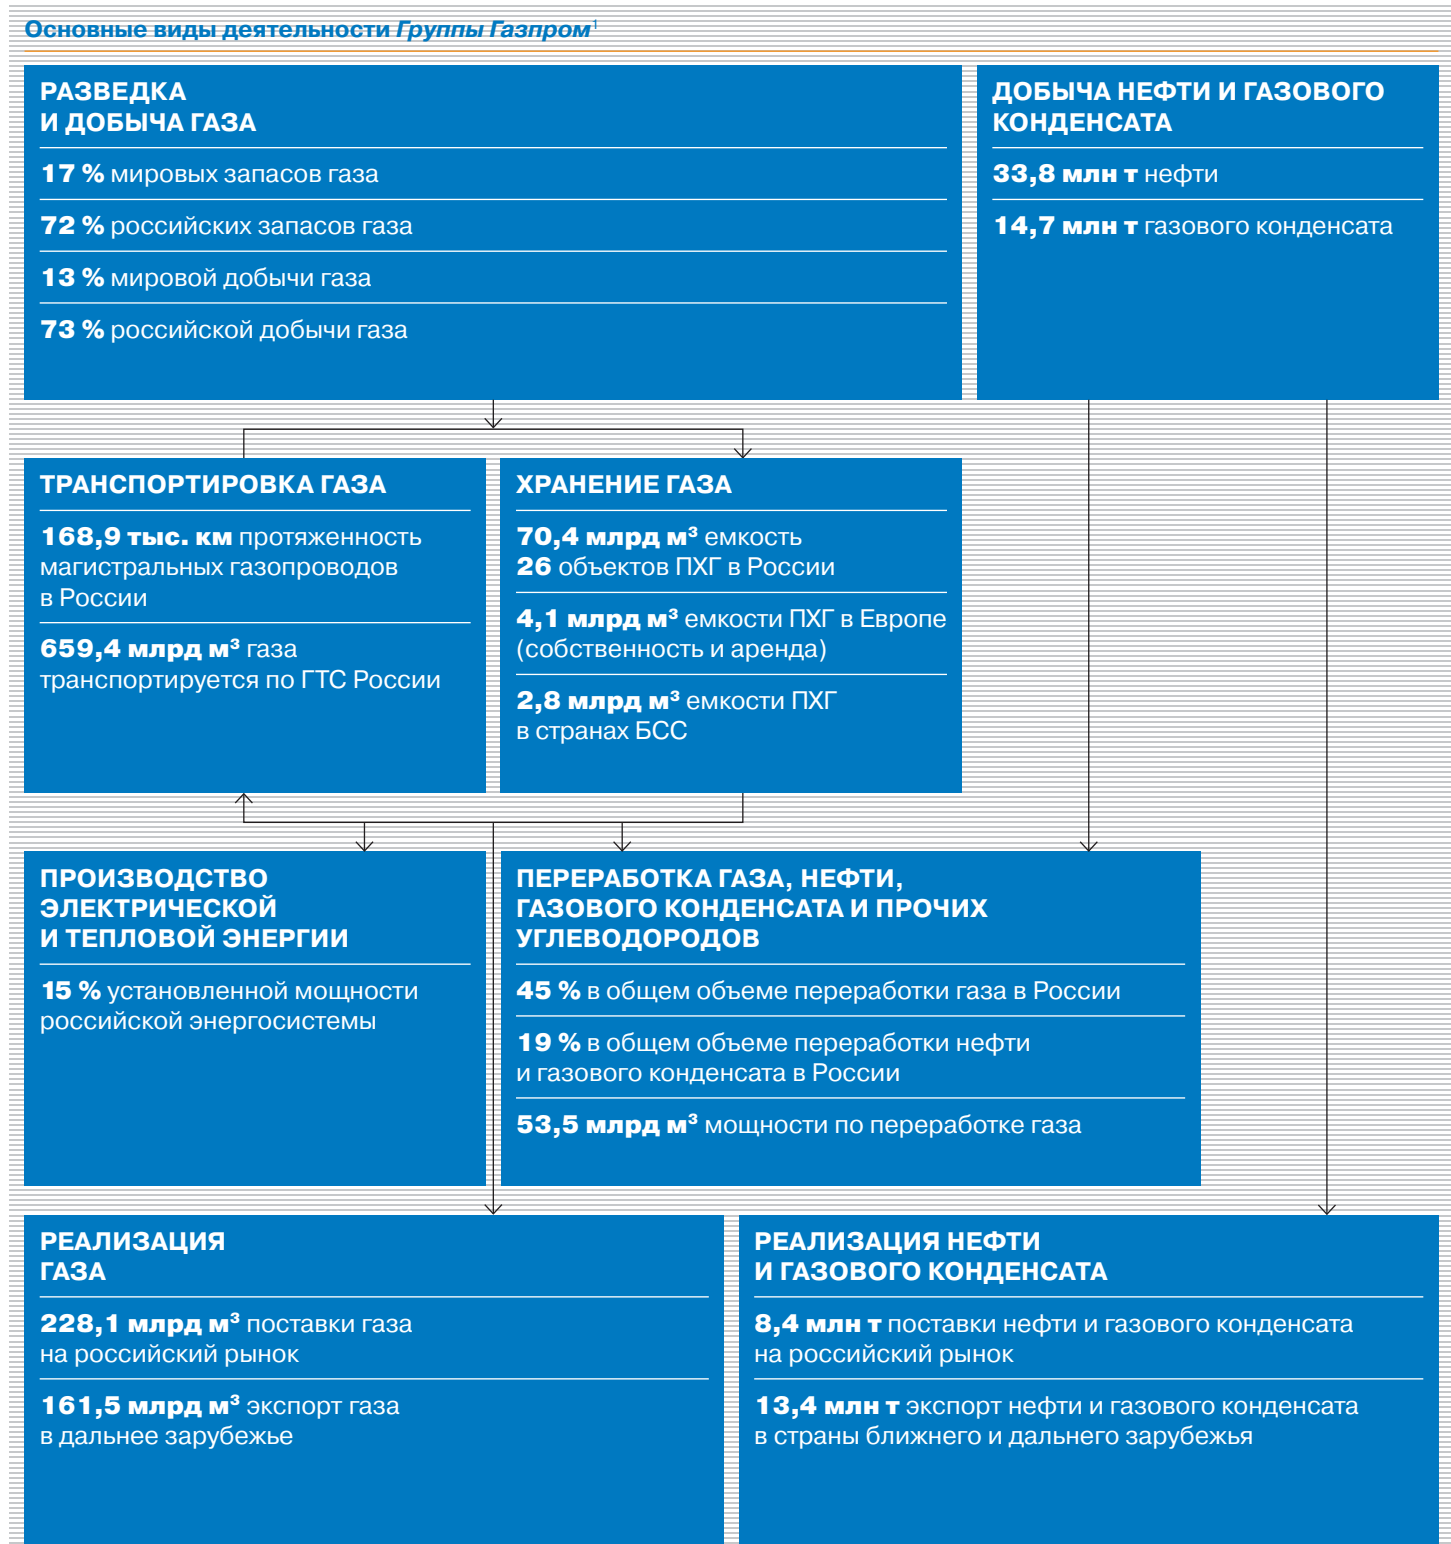 Основные виды деятельности Группы Газпром¹
РАЗВЕДКА
И ДОБЫЧА ГАЗА
17 % мировых запасов газа
72 % российских запасов газа
13 % мировой добычи газа
73 % российской добычи газа
ДОБЫЧА НЕФТИ И ГАЗОВОГО
КОНДЕНСАТА
33,8 млн т нефти
14,7 млн т газового конденсата
ТРАНСПОРТИРОВКА ГАЗА
168,9 тыс. км протяженность
магистральных газопроводов
в России
659,4 млрд м³ газа
транспортируется по ГТС России
ХРАНЕНИЕ ГАЗА
70,4 млрд м³ емкость
26 объектов ПХГ в России
4,1 млрд м³ емкости ПХГ в Европе
(собственность и аренда)
2,8 млрд м³ емкости ПХГ
в странах БСС
ПРОИЗВОДСТВО
ЭЛЕКТРИЧЕСКОЙ
И ТЕПЛОВОЙ ЭНЕРГИИ
15 % установленной мощности
российской энергосистемы
ПЕРЕРАБОТКА ГАЗА, НЕФТИ,
ГАЗОВОГО КОНДЕНСАТА И ПРОЧИХ
УГЛЕВОДОРОДОВ
45 % в общем объеме переработки газа в России
19 % в общем объеме переработки нефти
и газового конденсата в России
53,5 млрд м³ мощности по переработке газа
РЕАЛИЗАЦИЯ
ГАЗА
228,1 млрд м³ поставки газа
на российский рынок
161,5 млрд м³ экспорт газа
в дальнее зарубежье
РЕАЛИЗАЦИЯ НЕФТИ
И ГАЗОВОГО КОНДЕНСАТА
8,4 млн т поставки нефти и газового конденсата
на российский рынок
13,4 млн т экспорт нефти и газового конденсата
в страны ближнего и дальнего зарубежья